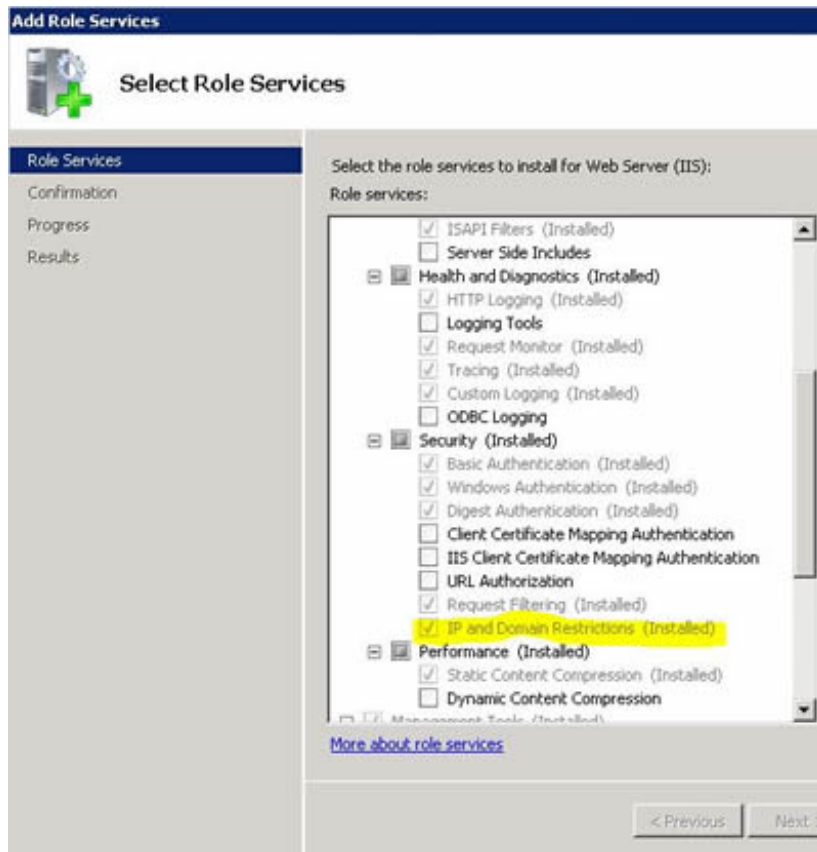 Add Role Services
Select Role Services
Role Services
Confirmation
Progress
Results
Select the role services to install for Web Server (IIS):
Role services:
ISAPI Filters (Installed)
Server Side Includes
Health and Diagnostics (Installed)
HTTP Logging (Installed)
Logging Tools
Request Monitor (Installed)
Tracing (Installed)
Custom Logging (Installed)
ODBC Logging
Security (Installed)
Basic Authentication (Installed)
Windows Authentication (Installed)
Digest Authentication (Installed)
Client Certificate Mapping Authentication
IIS Client Certificate Mapping Authentication
URL Authorization
Request Filtering (Installed)
IP and Domain Restrictions (Installed)
Performance (Installed)
Static Content Compression (Installed)
Dynamic Content Compression
Management Tools (Installed)
More about role services
< Previous
Next